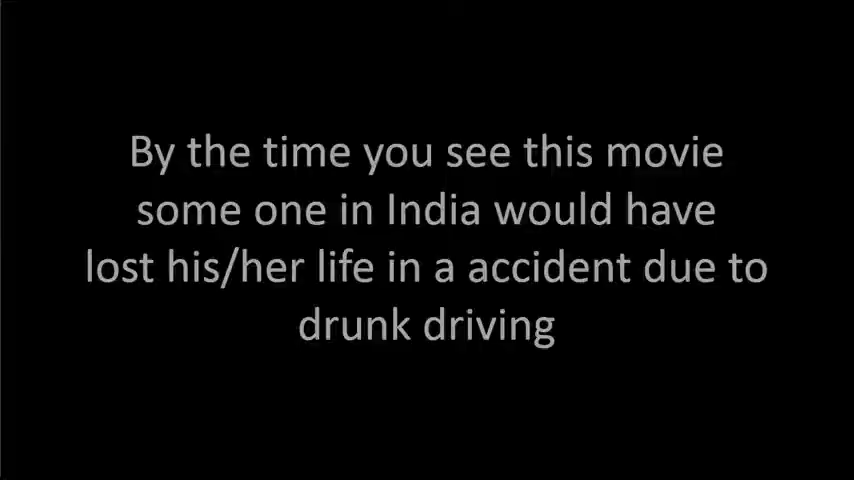 By the time you see this movie
some one in India would have
lost his/her life in a accident due to
drunk driving